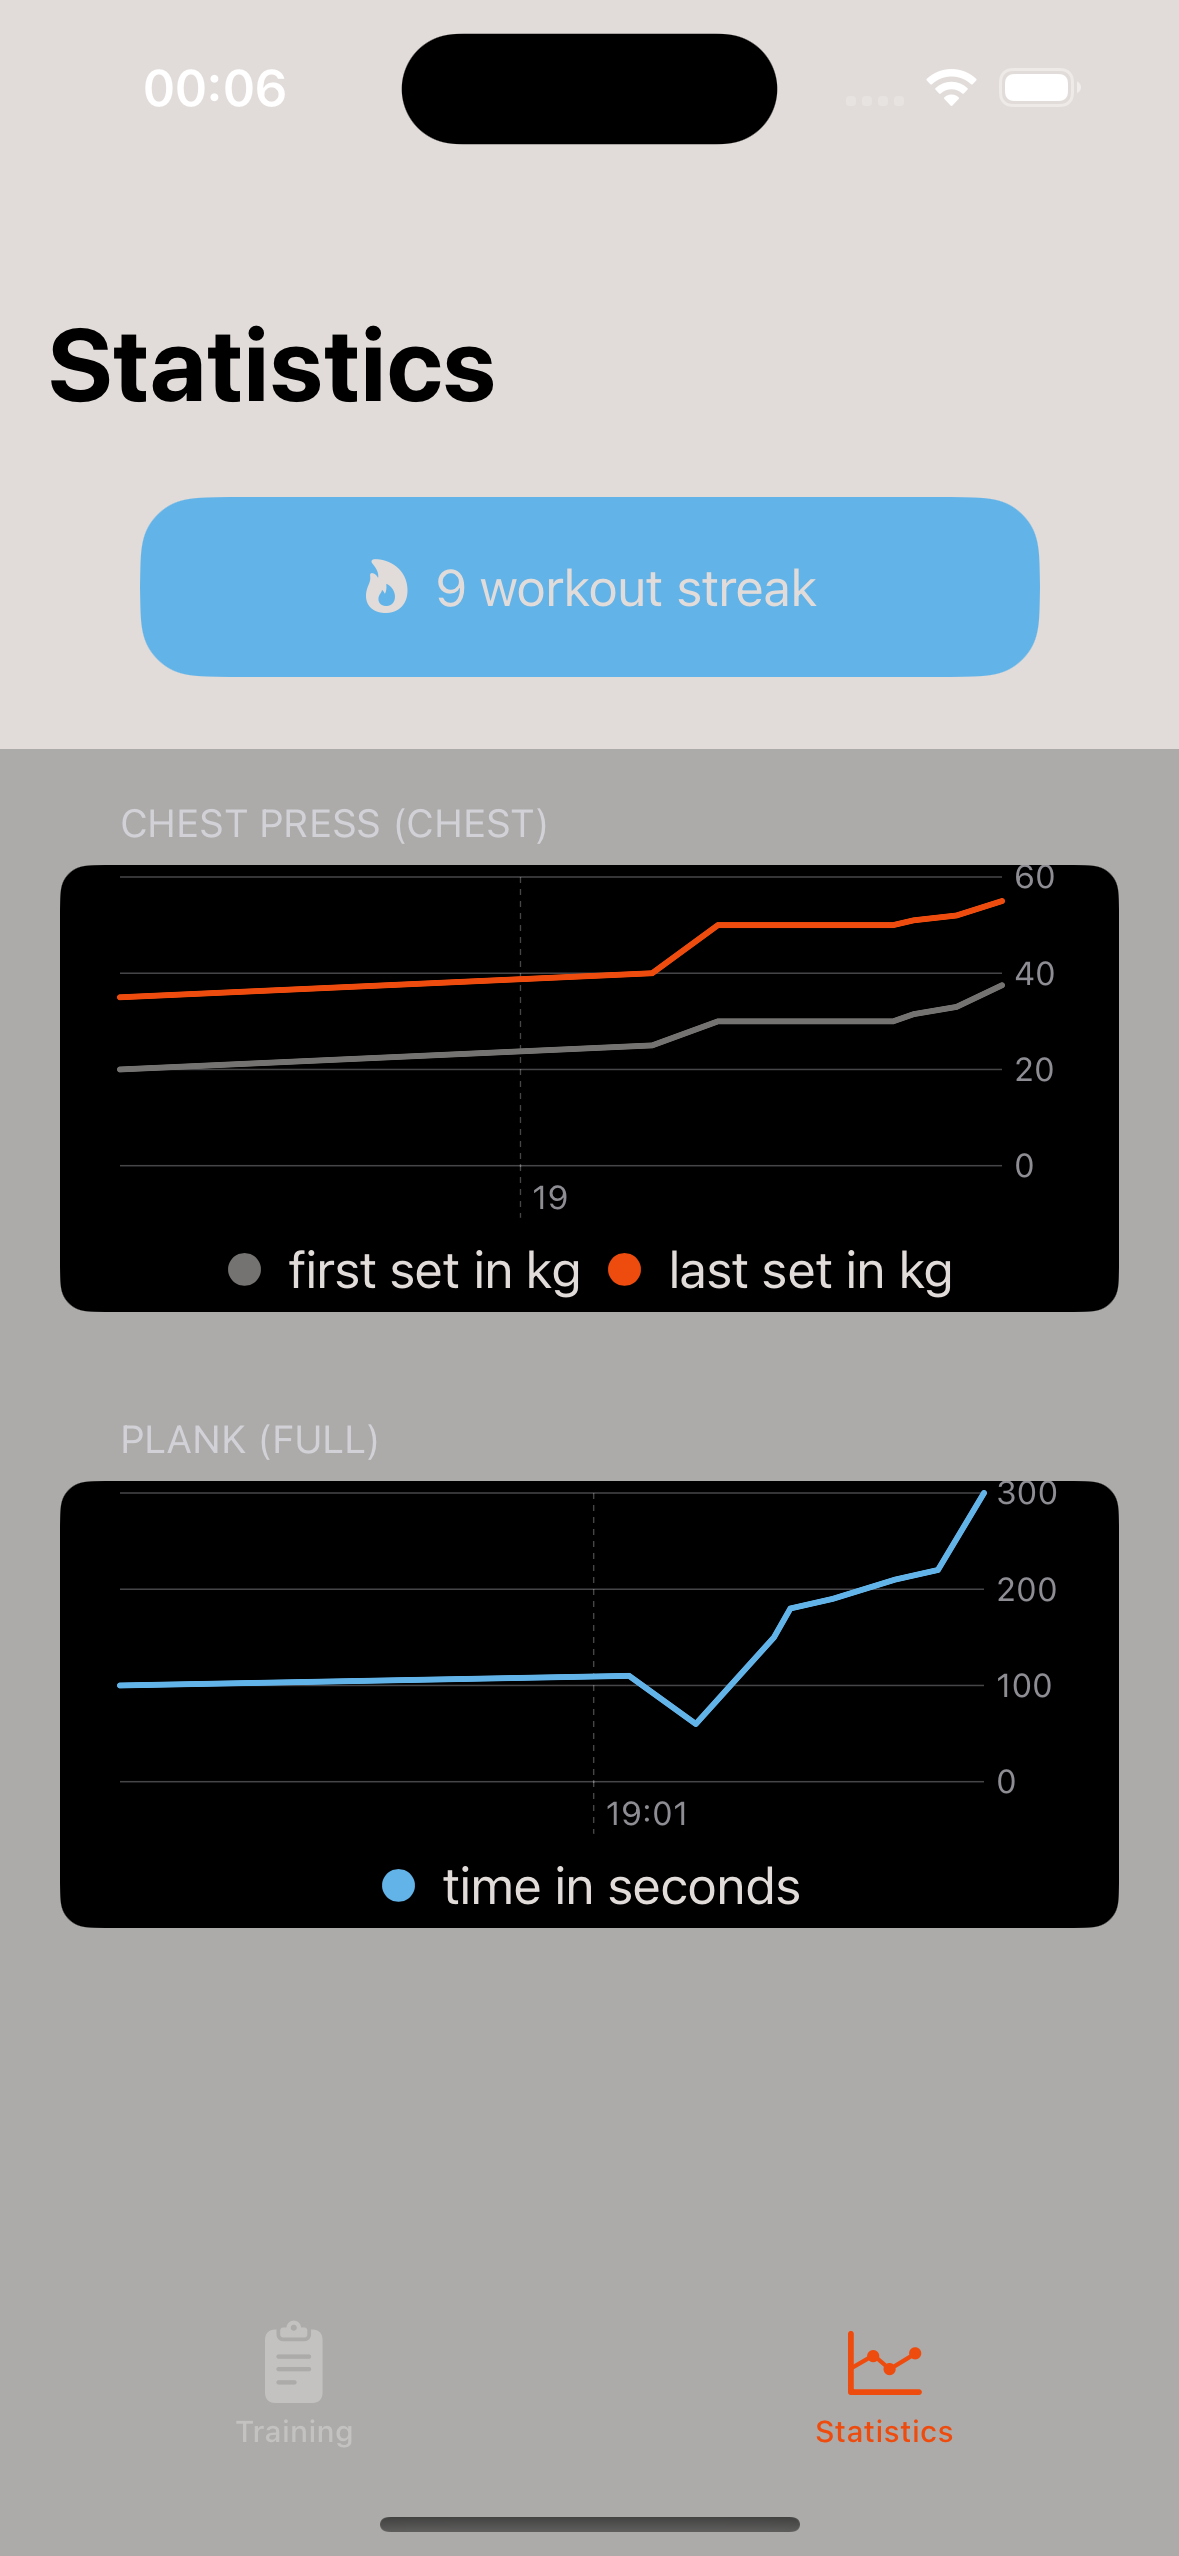 00:06
Statistics
9 workout streak
CHEST PRESS (CHEST)
60
40
20
0
19
first set in kg last set in kg
PLANK (FULL)
300
200
100
0
19:01
time in seconds
Training Statistics